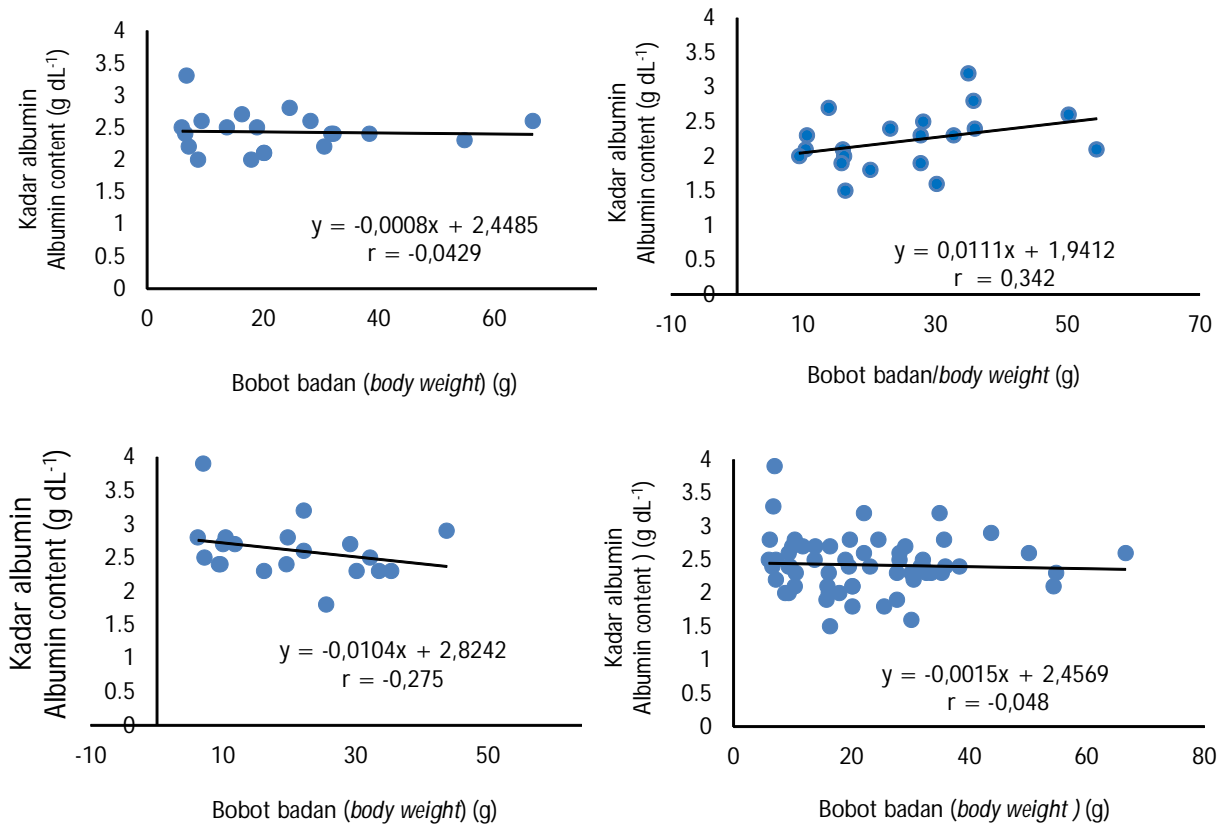 Kadar albumin
Albumin content (g dL-1)
4
3.5
3
2.5
2
1.5
1
0.5
0
y = -0,0008x + 2,4485
r = -0,0429
0 20 40 60
Bobot badan (body weight) (g)
Kadar albumin
Albumin content (g dL-1)
4
3.5
3
2.5
2
1.5
1
0.5
0
y = 0,0111x + 1,9412
r = 0,342
-10 10 30 50 70
Bobot badan/body weight (g)
Kadar albumin
Albumin content (g dL-1)
4
3.5
3
2.5
2
1.5
1
0.5
0
y = -0,0104x + 2,8242
r = -0,275
-10 10 30 50
Bobot badan (body weight) (g)
Kadar albumin
Albumin content ) (g dL-1)
4
3.5
3
2.5
2
1.5
1
0.5
0
y = -0,0015x + 2,4569
r = -0,048
0 20 40 60 80
Bobot badan (body weight ) (g)